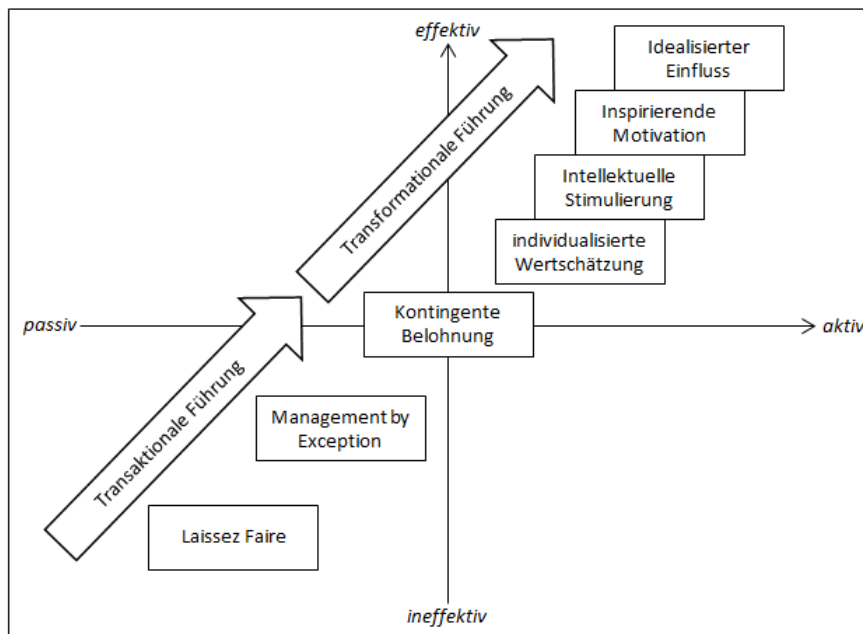 effektiv
Idealisierter
Einfluss
Inspirierende
Motivation
Transformationale Führung
Intellektuelle
Stimulierung
individualisierte
Wertschätzung
Kontingente
Belohnung
passiv
aktiv
Transaktionale Führung
Management by
Exception
Laissez Faire
ineffektiv